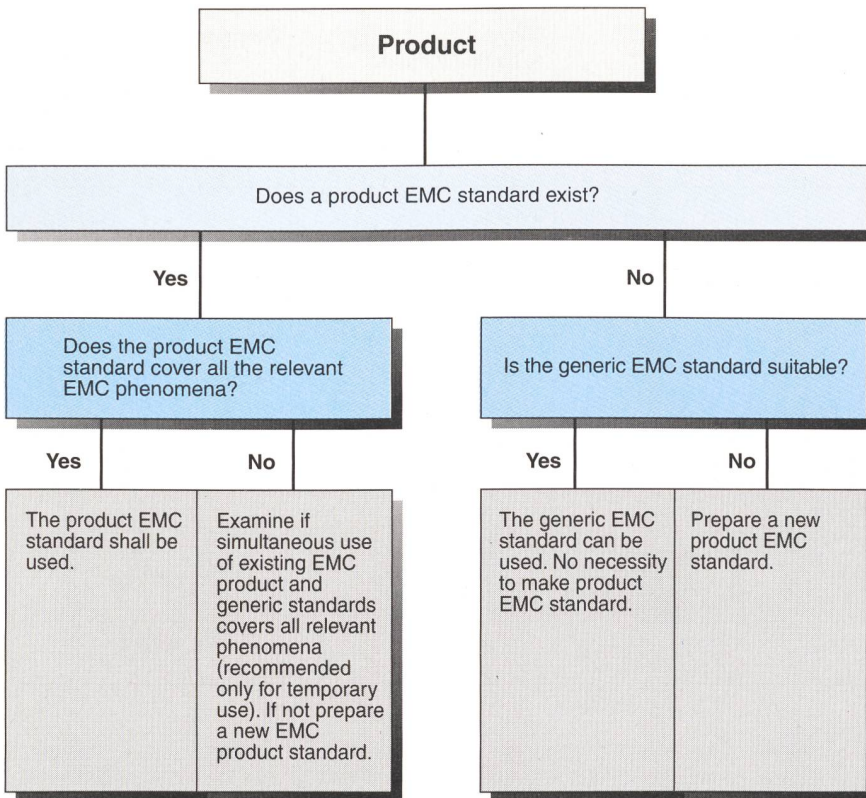 Product
Does a product EMC standard exist?
Yes
No
Does the product EMC
standard cover all the relevant
EMC phenomena?
Is the generic EMC standard suitable?
Yes
No
Yes
No
The product EMC
standard shall be
used.
Examine if
simultaneous use
of existing EMC
product and
generic standards
covers all relevant
phenomena
(recommended
only for temporary
use). If not prepare
a new EMC
product standard.
The generic EMC
standard can be
used. No necessity
to make product
EMC standard.
Prepare a new
product EMC
standard.